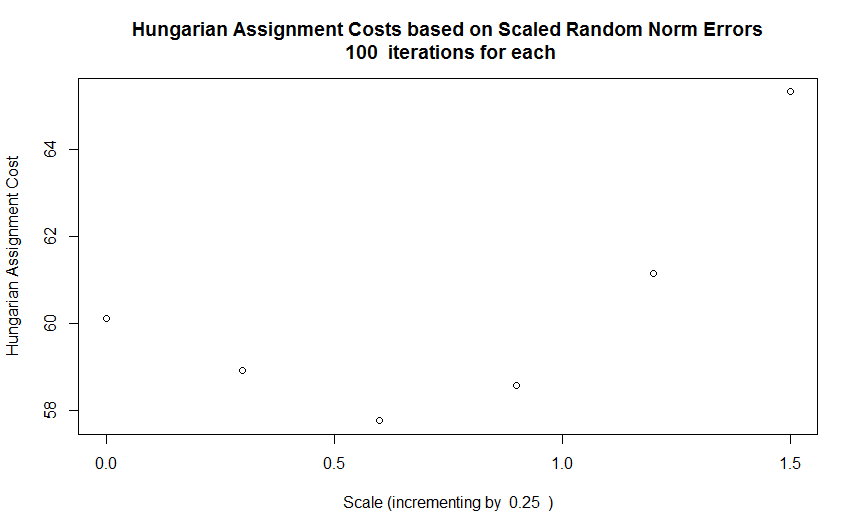 Hungarian Assignment Costs based on Scaled Random Norm Errors
100 iterations for each
Hungarian Assignment Cost
64
62
60
58
0.0 0.5 1.0 1.5
Scale (incrementing by 0.25 )